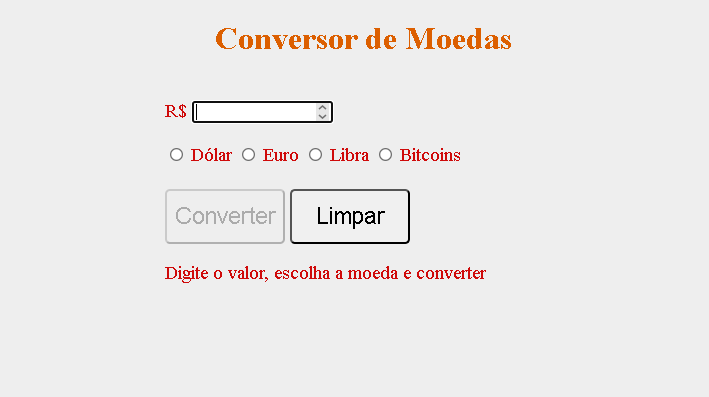 Conversor de Moedas
R$
Dólar Euro Libra Bitcoins
Converter Limpar
Digite o valor, escolha a moeda e converter